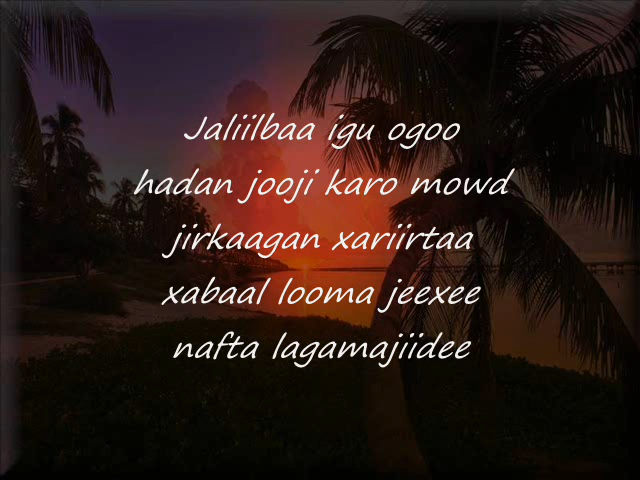 Jaliilbaa igu ogoo
hadan jooji karo mowd
jirkaagan xariirtaa
xabaal looma jeexee
nafta lagamajiidee